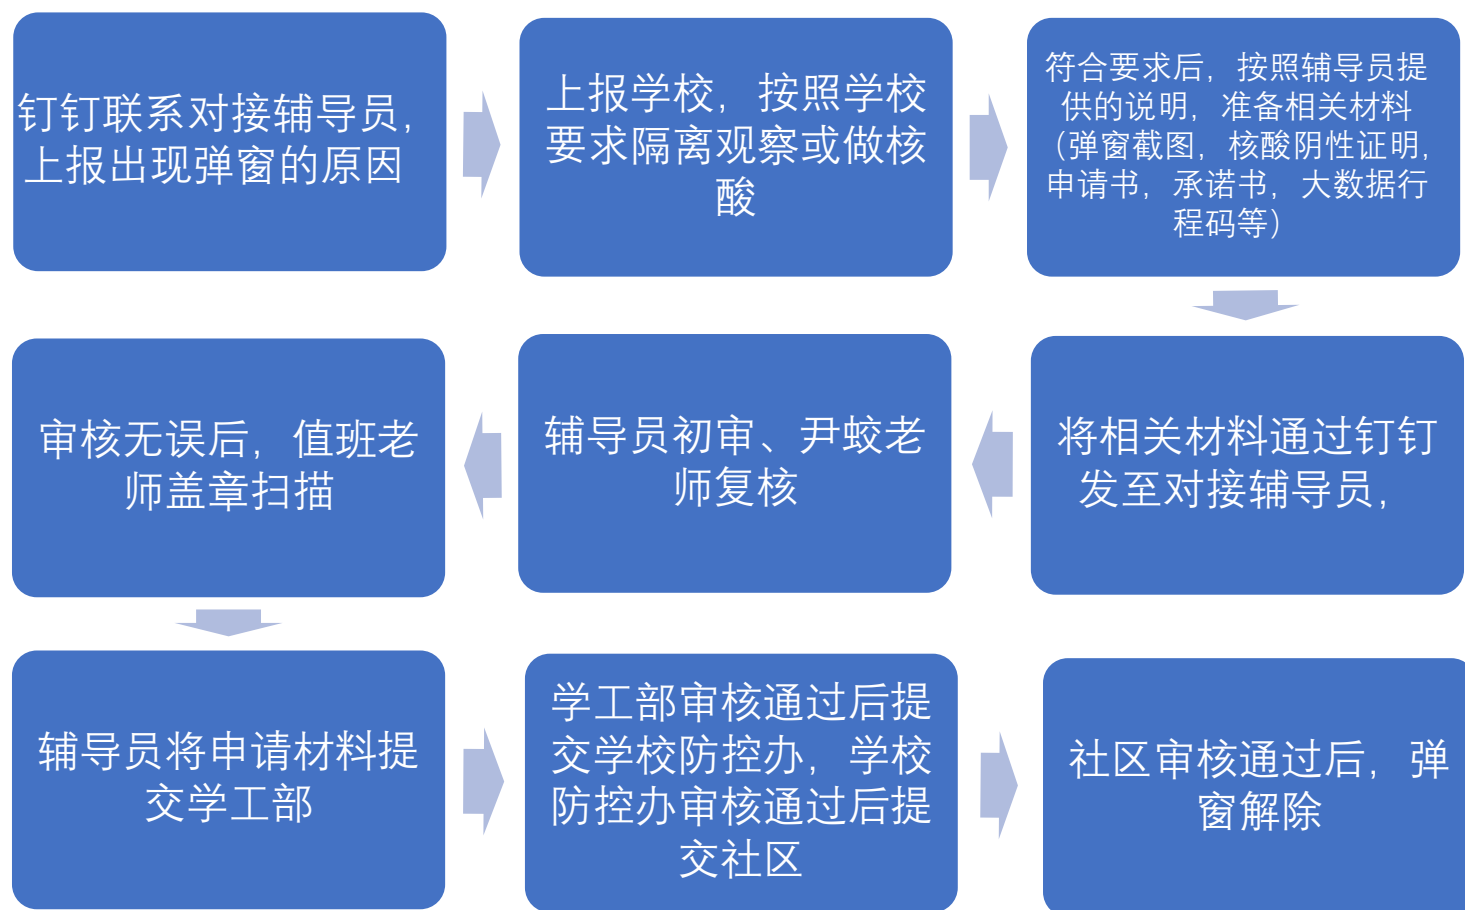 钉钉联系对接辅导员，
上报出现弹窗的原因
上报学校，按照学校
要求隔离观察或做核
酸
符合要求后，按照辅导员提
供的说明，准备相关材料
（弹窗截图，核酸阴性证明，
申请书，承诺书，大数据行
程码等）
将相关材料通过钉钉
发至对接辅导员，
辅导员初审、尹蛟老
师复核
审核无误后，值班老
师盖章扫描
辅导员将申请材料提
交学工部
学工部审核通过后提
交学校防控办，学校
防控办审核通过后提
交社区
社区审核通过后，弹
窗解除